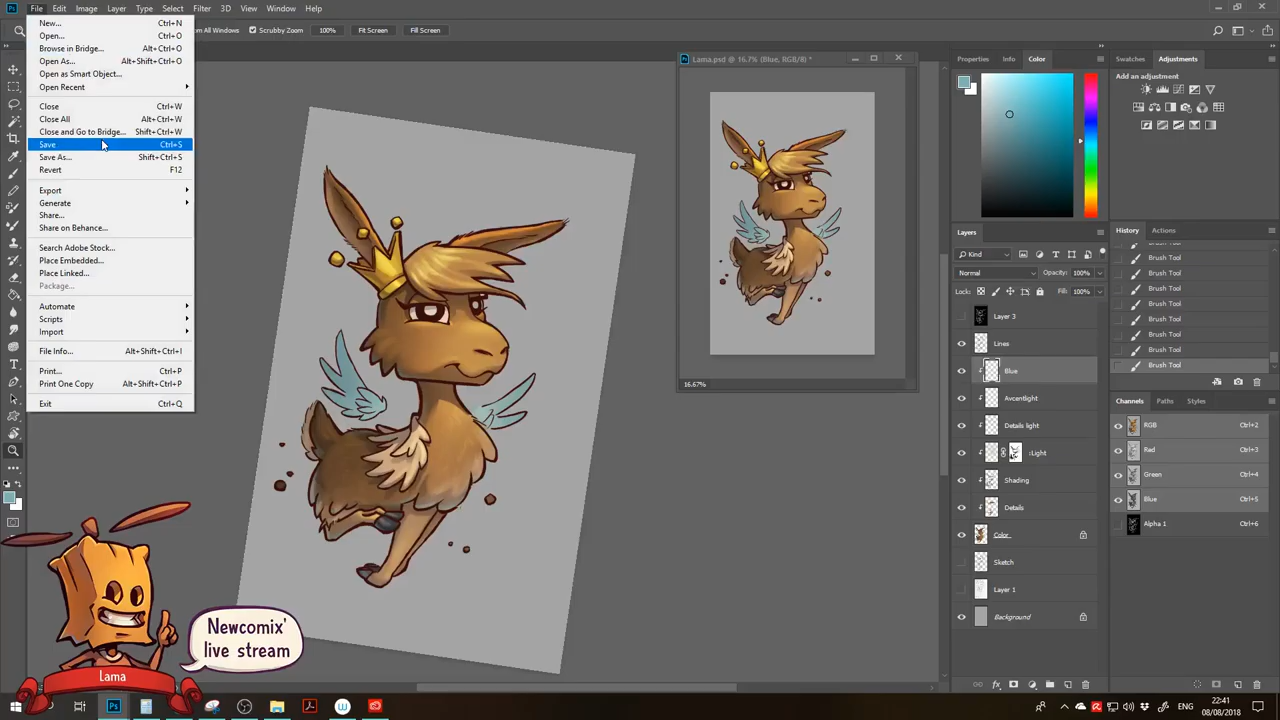 File Edit Image Layer Type Select Filter 3D View Window Help
All Windows Scrubby Zoom 100% Fit Screen Fill Screen
New... Ctrl+N
Open... Ctrl+O
Browse in Bridge... Alt+Ctrl+O
Open As... Alt+Shift+Ctrl+O
Open as Smart Object...
Open Recent
Close Ctrl+W
Close All Alt+Ctrl+W
Close and Go to Bridge... Shift+Ctrl+W
Save Ctrl+S
Save As... Shift+Ctrl+S
Revert F12
Export
Generate
Share...
Share on Behance...
Search Adobe Stock...
Place Embedded...
Place Linked...
Package...
Automate
Scripts
Import
File Info... Alt+Shift+Ctrl+I
Print... Ctrl+P
Print One Copy Alt+Shift+Ctrl+P
Exit Ctrl+Q
Lama.psd @ 16.7% (Blue, RGB/8) *
16.67%
Newcomix'
live stream
Lama
Properties Info Color
Swatches Adjustments
Add an adjustment
Layers
Kind
Normal Opacity: 100%
Lock: Fill: 100%
Layer 3
Lines
Blue
Avcentlight
Details light
:Light
Shading
Details
Color
Sketch
Layer 1
Background
History Actions
Brush Tool
Brush Tool
Brush Tool
Brush Tool
Brush Tool
Brush Tool
Brush Tool
Brush Tool
Channels Paths Styles
RGB Ctrl+2
Red Ctrl+3
Green Ctrl+4
Blue Ctrl+5
Alpha 1 Ctrl+6
22:41
08/08/2018